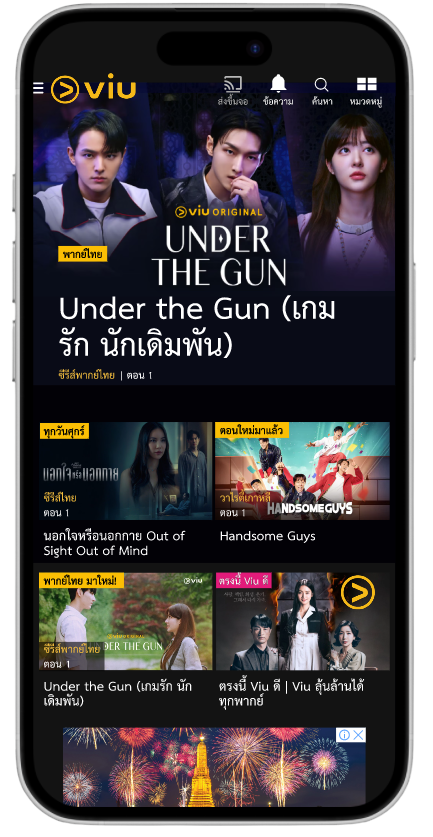 viu
ส่งขึ้นจอ
ข้อความ
ค้นหา
หมวดหมู่
viu ORIGINAL
UNDER
THE GUN
พากย์ไทย
Under the Gun (เกม
รัก นักเดิมพัน)
ซีรีส์พากย์ไทย | ตอน 1
ทุกวันศุกร์
บอกใจหรือบอกกาย
ซีรีส์ไทย
ตอน 1
นอกใจหรือนอกกาย Out of
Sight Out of Mind
ตอนใหม่มาแล้ว
HANDSOME GUYS
วาไรตี้เกาหลี
ตอน 1
Handsome Guys
พากย์ไทย มาใหม่!
viu
UNDER THE GUN
ซีรีส์พากย์ไทย
ตอน 1
Under the Gun (เกมรัก นัก
เดิมพัน)
ตรงนี้ Viu ดี
ตรงนี้ Viu ดี | Viu ลุ้นล้านได้
ทุกพากย์